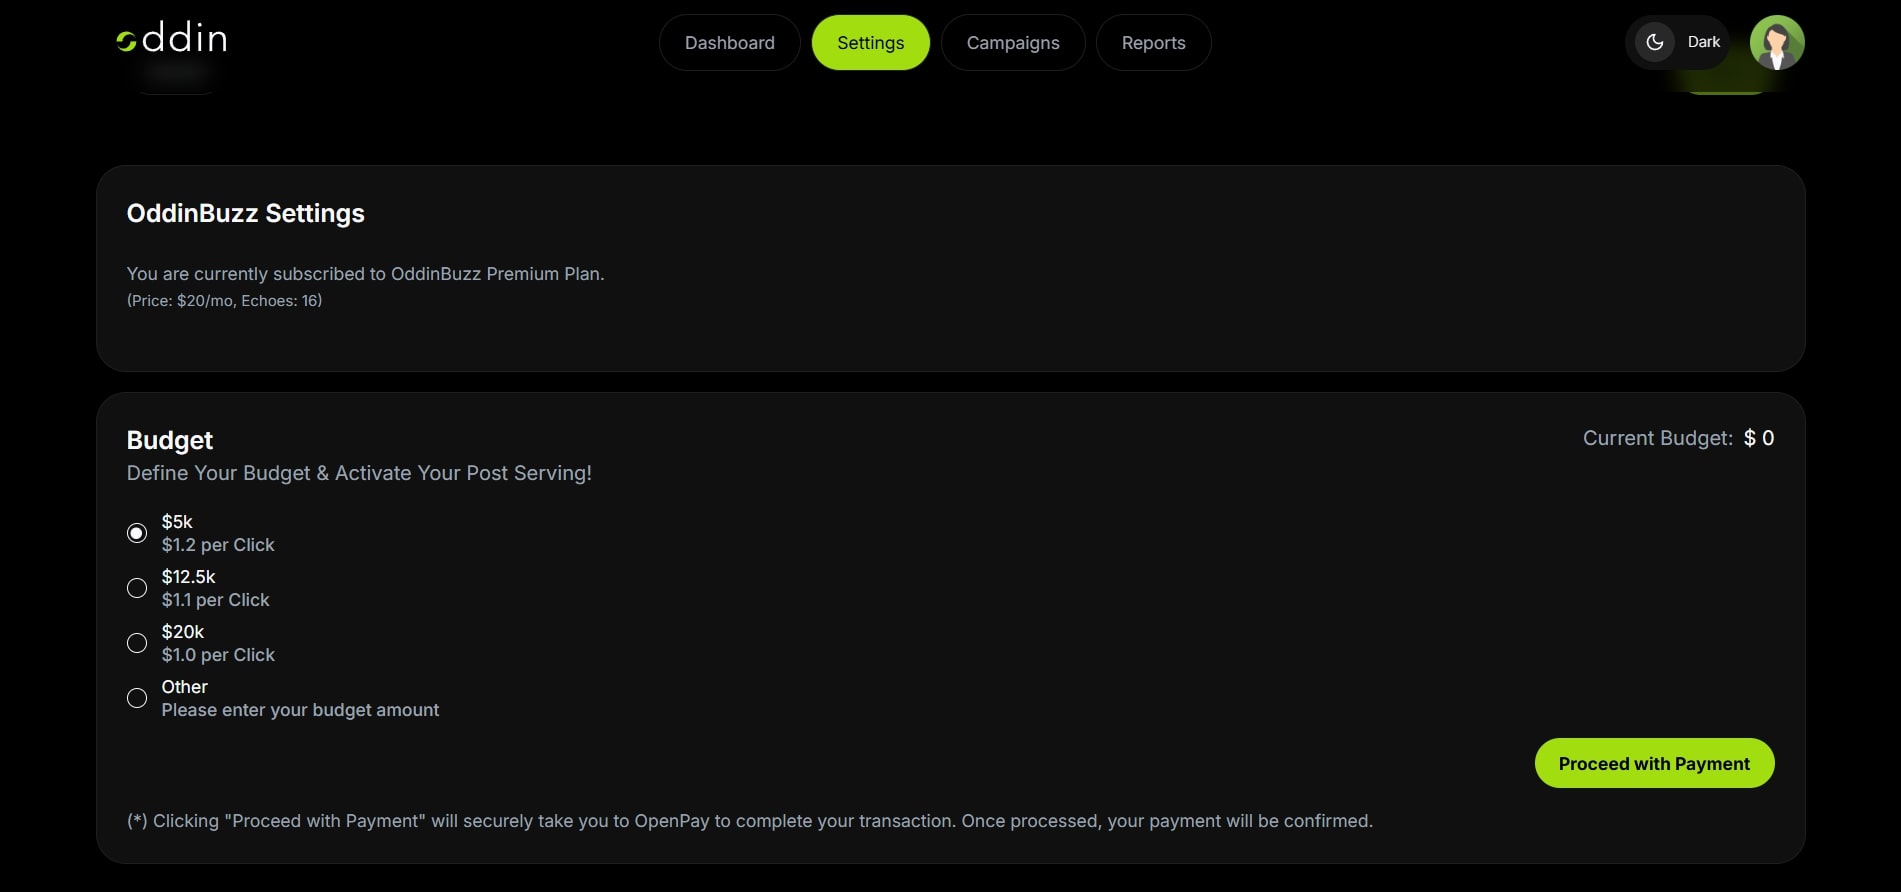 oddin
Dashboard
Settings
Campaigns
Reports
Dark
OddinBuzz Settings
You are currently subscribed to OddinBuzz Premium Plan.
(Price: $20/mo, Echoes: 16)
Budget
Current Budget: $ 0
Define Your Budget & Activate Your Post Serving!
$5k
$1.2 per Click
$12.5k
$1.1 per Click
$20k
$1.0 per Click
Other
Please enter your budget amount
Proceed with Payment
(*) Clicking "Proceed with Payment" will securely take you to OpenPay to complete your transaction. Once processed, your payment will be confirmed.